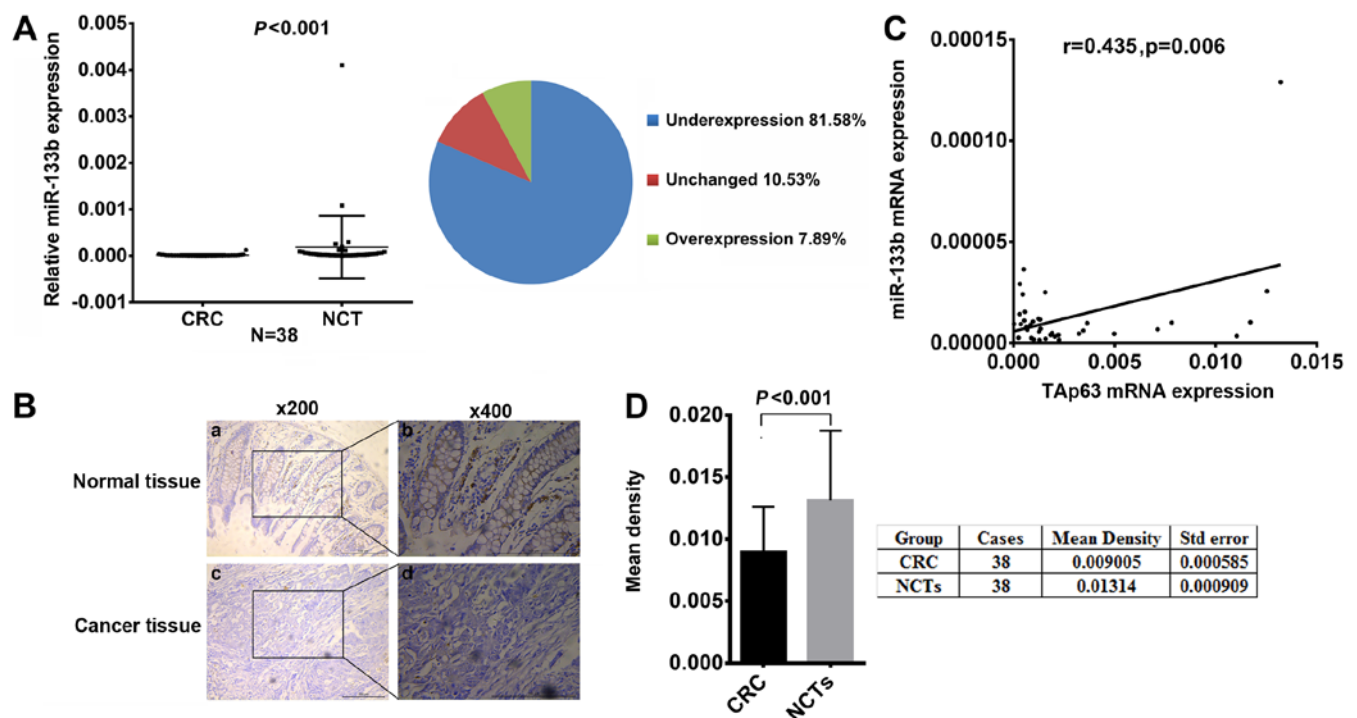 A
P<0.001
Relative miR-133b expression
0.005
0.004
0.003
0.002
0.001
0.000
-0.001
CRC
NCT
N=38
Underexpression 81.58%
Unchanged 10.53%
Overexpression 7.89%
C
r=0.435,p=0.006
miR-133b mRNA expression
0.00015
0.00010
0.00005
0.00000
0.000
0.005
0.010
0.015
TAp63 mRNA expression
B
x200
x400
Normal tissue
a
b
Cancer tissue
c
d
D
P<0.001
Mean density
0.020
0.015
0.010
0.005
0.000
CRC
NCTs
Group Cases Mean Density Std error
CRC 38 0.009005 0.000585
NCTs 38 0.01314 0.000909